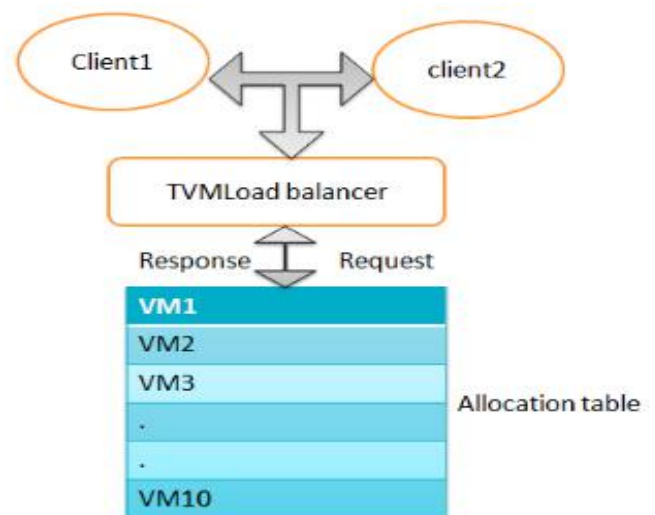 Client1
client2
TVMLoad balancer
Response
Request
VM1
VM2
VM3
.
.
VM10
Allocation table